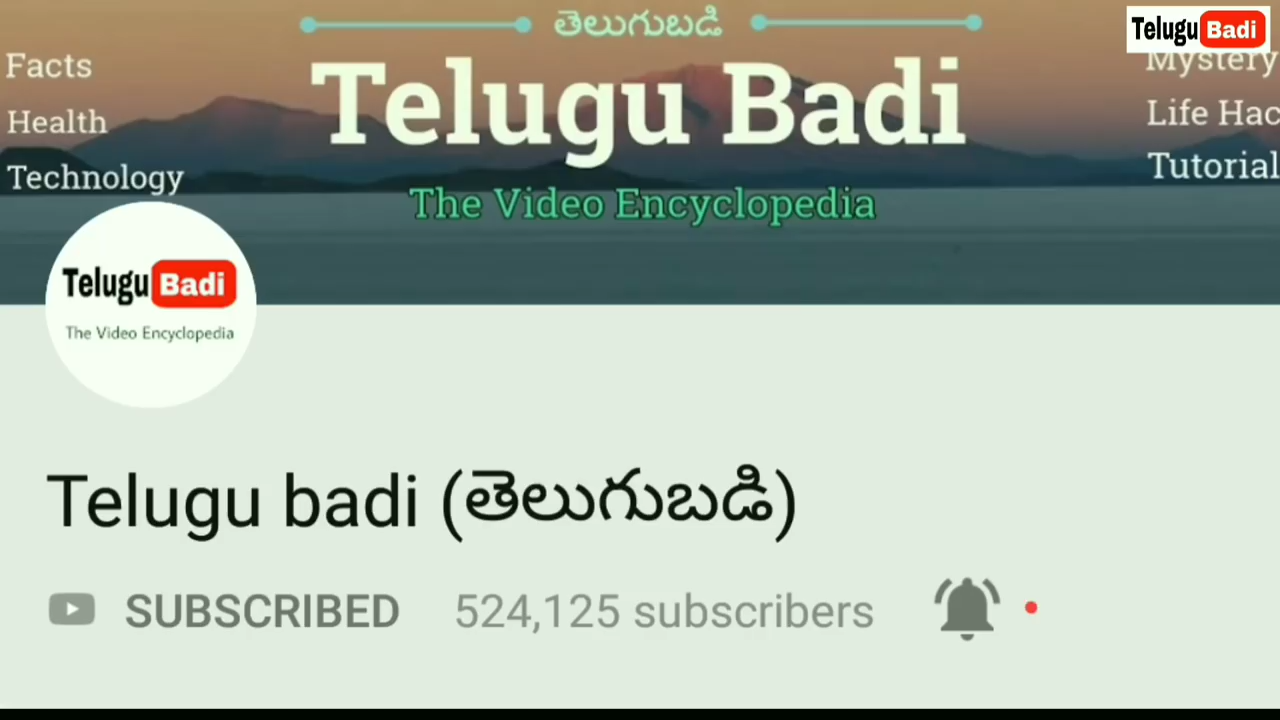 తెలుగుబడి
Telugu Badi
The Video Encyclopedia
Facts
Health
Technology
Telugu Badi
Mystery
Life Hac
Tutorial
Telugu Badi
The Video Encyclopedia
Telugu badi (తెలుగుబడి)
SUBSCRIBED 524,125 subscribers